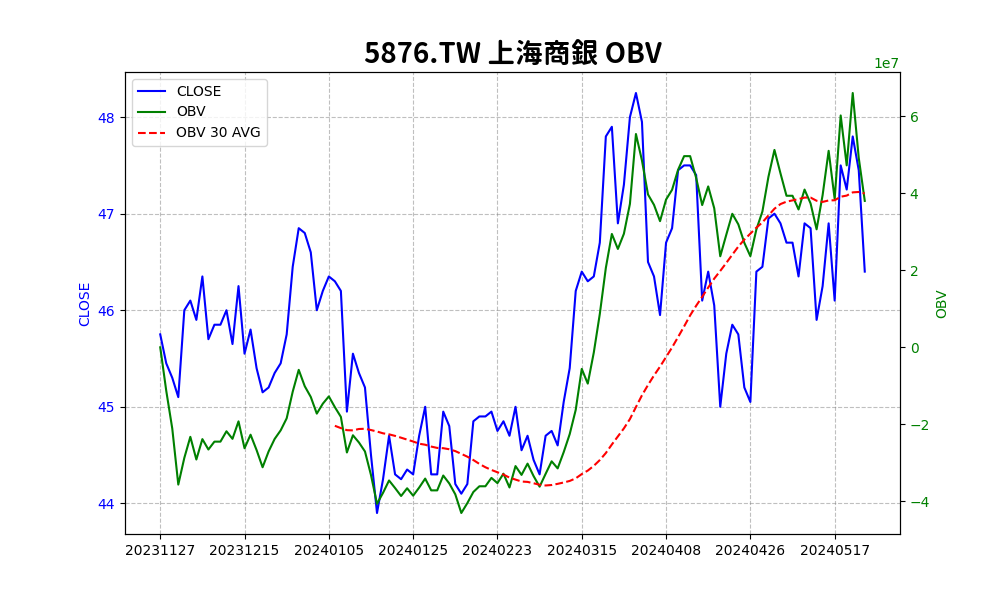 5876.TW 上海商銀 OBV
1e7
CLOSE
OBV
OBV 30 AVG
48
47
46
45
44
CLOSE
6
4
2
0
−2
−4
OBV
20231127 20231215 20240105 20240125 20240223 20240315 20240408 20240426 20240517